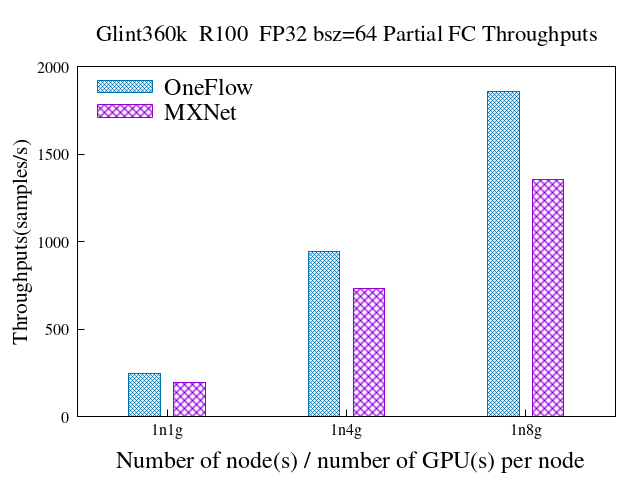 Glint360k  R100  FP32 bsz=64 Partial FC Throughputs
OneFlow
MXNet
Throughputs(samples/s)
2000
1500
1000
500
0
1n1g
1n4g
1n8g
Number of node(s) / number of GPU(s) per node